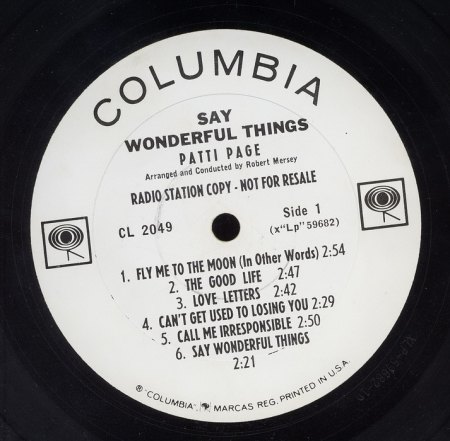 COLUMBIA
SAY
WONDERFUL THINGS
PATTI PAGE
Arranged and Conducted by Robert Mersey
RADIO STATION COPY - NOT FOR RESALE
CL 2049
Side 1
(x"Lp" 59682)
1. FLY ME TO THE MOON (In Other Words) 2:54
2. THE GOOD LIFE 2:47
3. LOVE LETTERS 2:42
4. CAN'T GET USED TO LOSING YOU 2:29
5. CALL ME IRRESPONSIBLE 2:50
6. SAY WONDERFUL THINGS
2:21
® "COLUMBIA", MARCAS REG. PRINTED IN U.S.A.